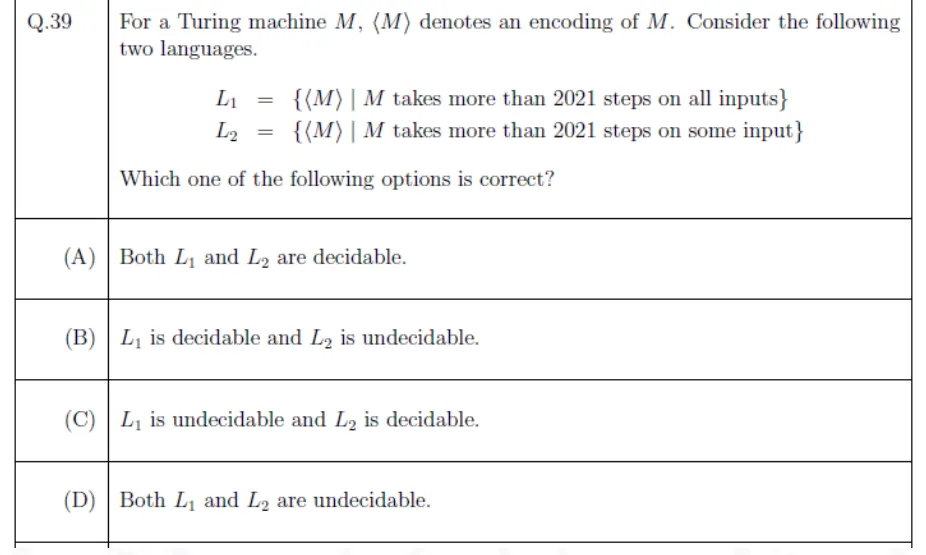 Q.39 For a Turing machine M, ⟨M⟩ denotes an encoding of M. Consider the following
two languages.
L₁ = {⟨M⟩ | M takes more than 2021 steps on all inputs}
L₂ = {⟨M⟩ | M takes more than 2021 steps on some input}
Which one of the following options is correct?
(A) Both L₁ and L₂ are decidable.
(B) L₁ is decidable and L₂ is undecidable.
(C) L₁ is undecidable and L₂ is decidable.
(D) Both L₁ and L₂ are undecidable.